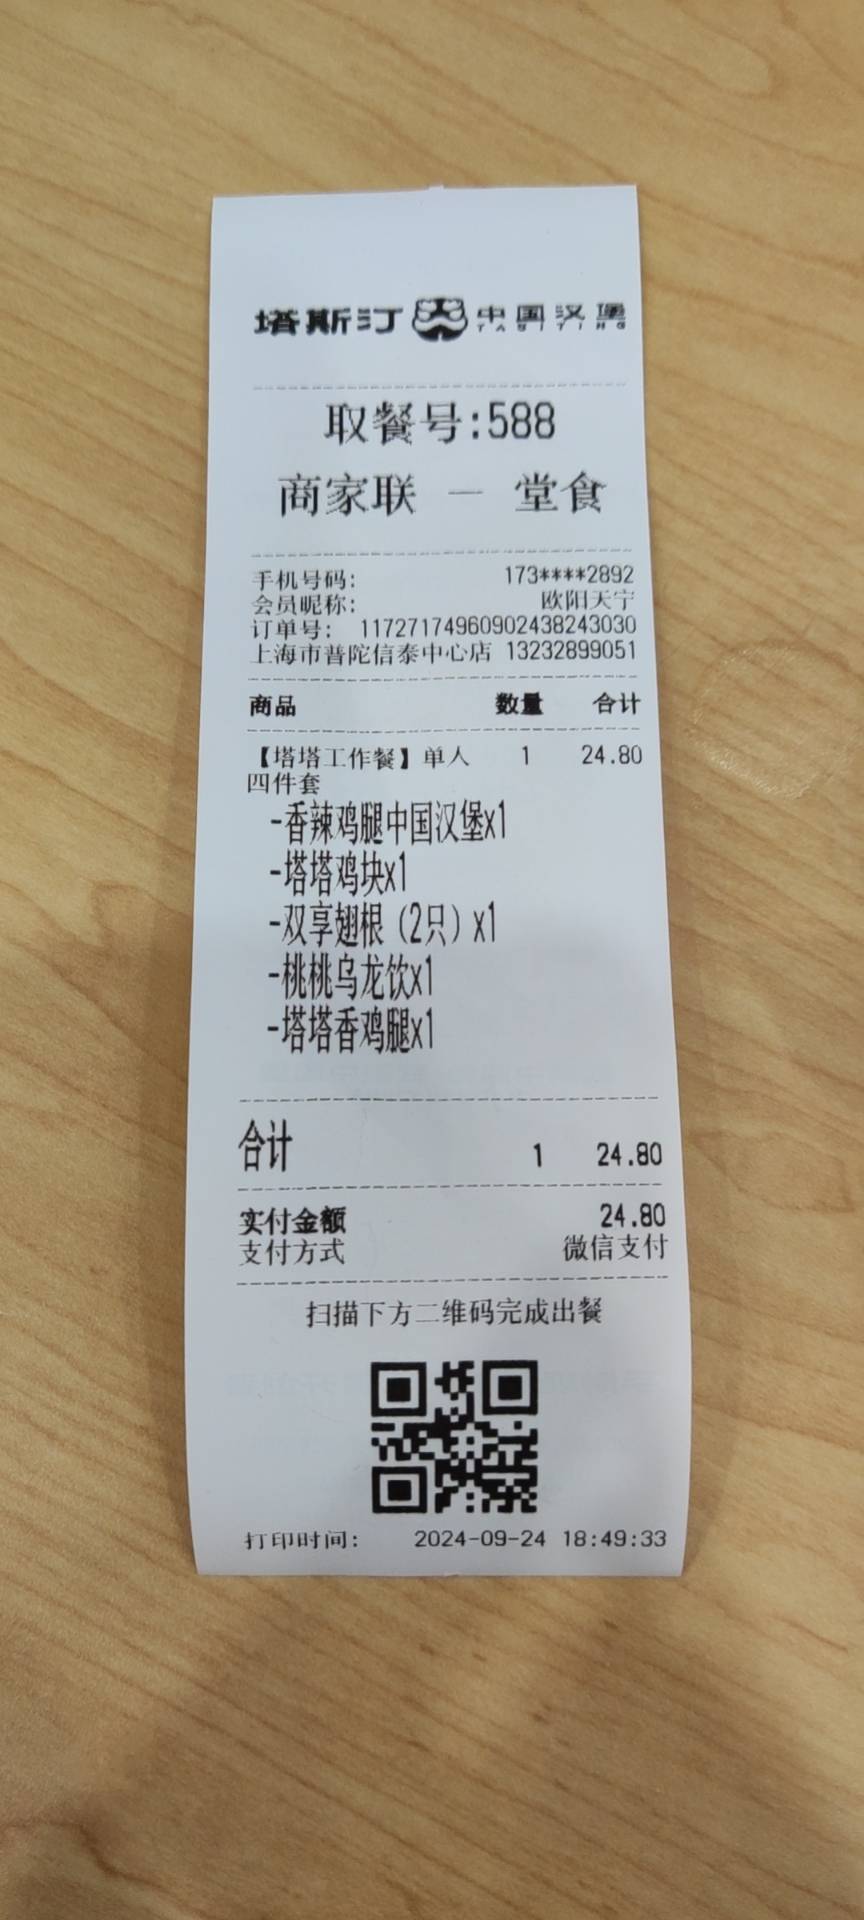 塔斯汀 中国汉堡
TASITING
取餐号:588
商家联 — 堂食
手机号码: 173****2892
会员昵称: 欧阳天宁
订单号: 117271749609024382430​30
上海市普陀信泰中心店 13232899051
商品 数量 合计
【塔塔工作餐】单人 1 24.80
四件套
-香辣鸡腿中国汉堡x1
-塔塔鸡块x1
-双享翅根（2只）x1
-桃桃乌龙饮x1
-塔塔香鸡腿x1
合计 1 24.80
实付金额 24.80
支付方式 微信支付
扫描下方二维码完成出餐
打印时间: 2024-09-24 18:49:33